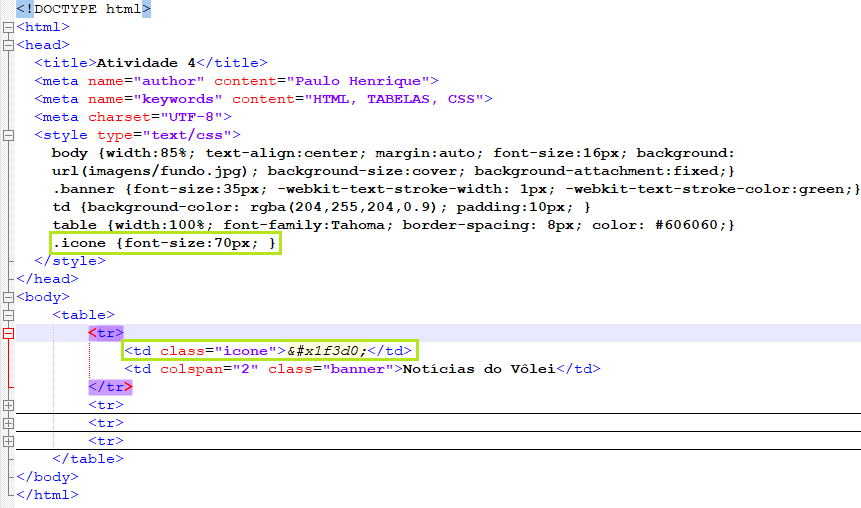 <!DOCTYPE html>
<html>
<head>
<title>Atividade 4</title>
<meta name="author" content="Paulo Henrique">
<meta name="keywords" content="HTML, TABELAS, CSS">
<meta charset="UTF-8">
<style type="text/css">
body {width:85%; text-align:center; margin:auto; font-size:16px; background:
url(imagens/fundo.jpg); background-size:cover; background-attachment:fixed;}
.banner {font-size:35px; -webkit-text-stroke-width: 1px; -webkit-text-stroke-color:green;}
td {background-color: rgba(204,255,204,0.9); padding:10px; }
table {width:100%; font-family:Tahoma; border-spacing: 8px; color: #606060;}
.icone {font-size:70px; }
</style>
</head>
<body>
<table>
<tr>
<td class="icone">&#x1f3d0;</td>
<td colspan="2" class="banner">Notícias do Vôlei</td>
</tr>
<tr>
<tr>
<tr>
</table>
</body>
</html>